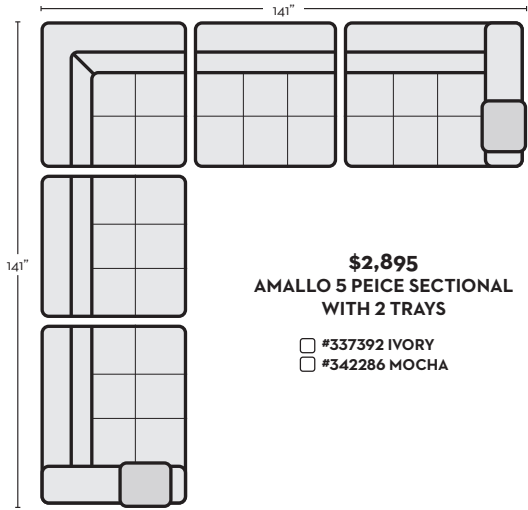 141"
141"
$2,895
AMALLO 5 PEICE SECTIONAL
WITH 2 TRAYS
#337392 IVORY
#342286 MOCHA